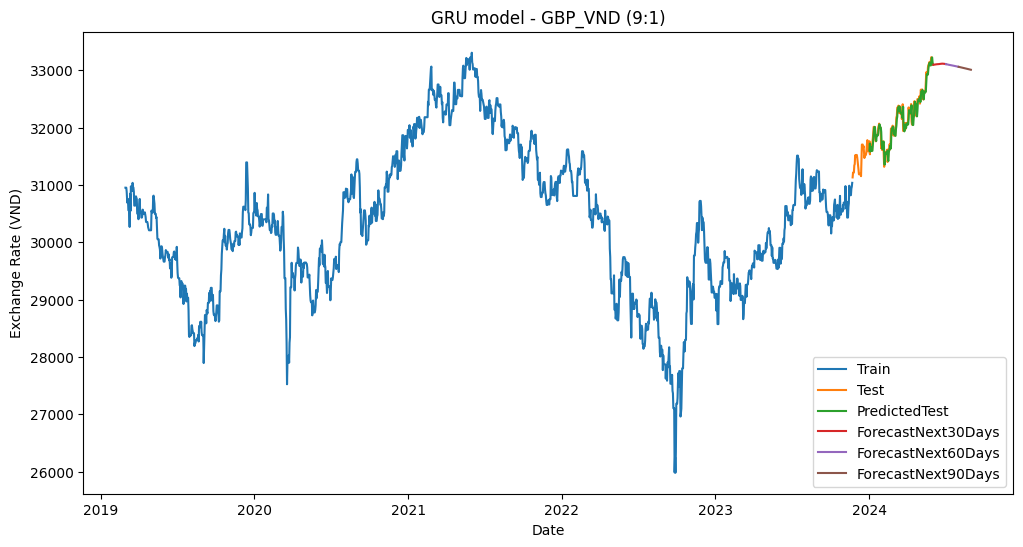 GRU model - GBP_VND (9:1)
Exchange Rate (VND)
33000
32000
31000
30000
29000
28000
27000
26000
2019
2020
2021
2022
2023
2024
Date
Train
Test
PredictedTest
ForecastNext30Days
ForecastNext60Days
ForecastNext90Days